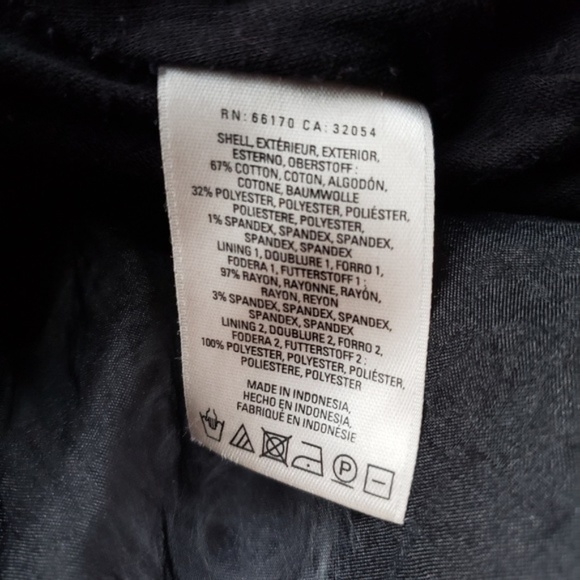 RN: 66170 CA: 32054
SHELL, EXTÉRIEUR, EXTERIOR,
ESTERNO, OBERSTOFF:
67% COTTON, COTON, ALGODÓN,
COTONE, BAUMWOLLE
32% POLYESTER, POLYESTER, POLIÉSTER,
POLIESTERE, POLYESTER,
1% SPANDEX, SPANDEX, SPANDEX,
SPANDEX, SPANDEX
LINING 1, DOUBLURE 1, FORRO 1,
FODERA 1, FUTTERSTOFF 1:
97% RAYON, RAYONNE, RAYÓN,
RAYON, REYON
3% SPANDEX, SPANDEX, SPANDEX,
SPANDEX, SPANDEX
LINING 2, DOUBLURE 2, FORRO 2,
FODERA 2, FUTTERSTOFF 2:
100% POLYESTER, POLYESTER, POLIÉSTER,
POLIESTERE, POLYESTER
MADE IN INDONESIA,
HECHO EN INDONESIA,
FABRIQUÉ EN INDONÉSIE
P